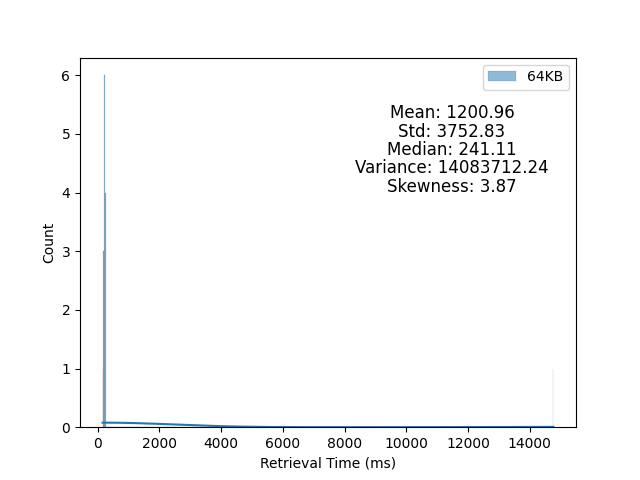 64KB
Mean: 1200.96
Std: 3752.83
Median: 241.11
Variance: 14083712.24
Skewness: 3.87
6
5
4
3
2
1
0
Count
0 2000 4000 6000 8000 10000 12000 14000
Retrieval Time (ms)